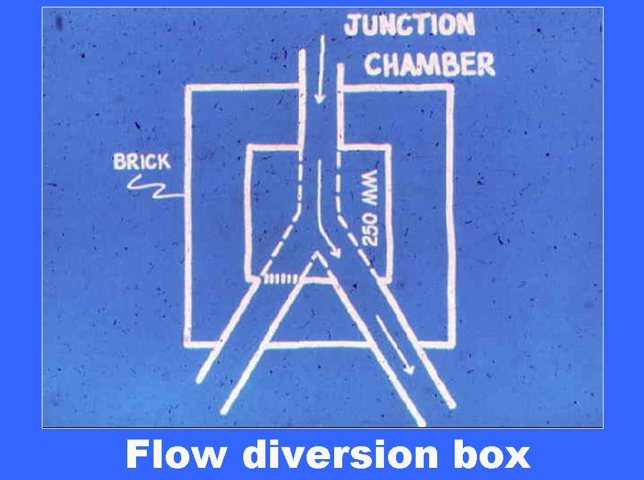 JUNCTION
CHAMBER
BRICK
250 MM
Flow diversion box